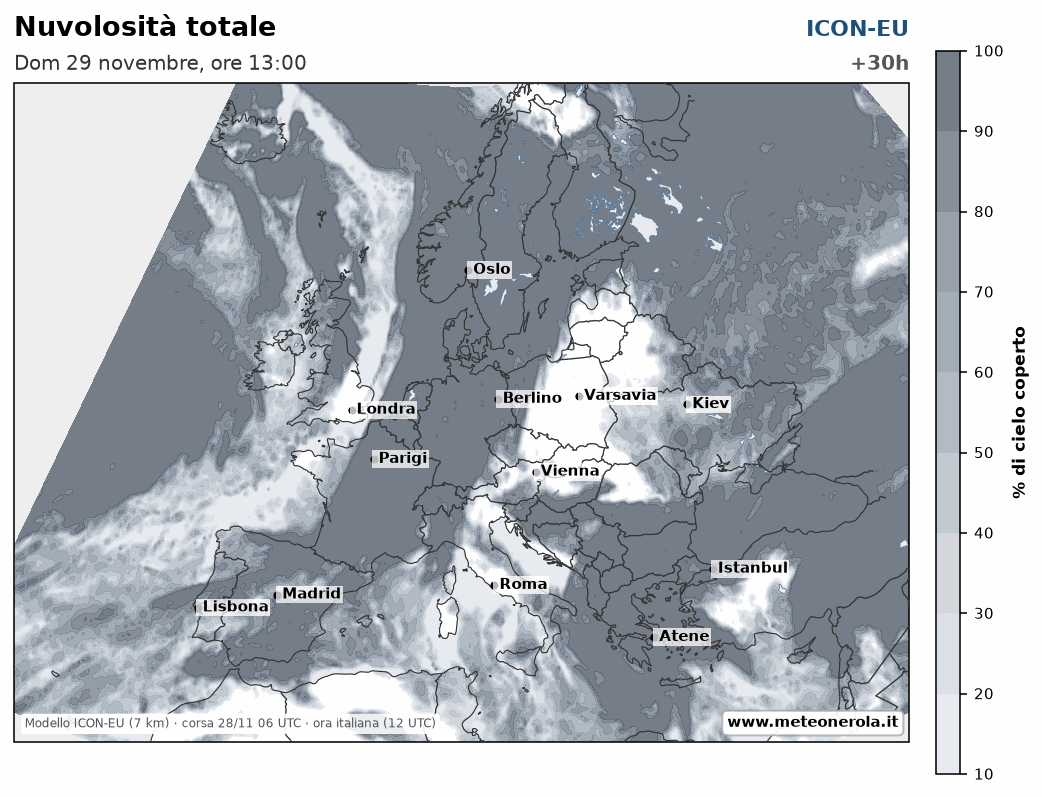 Nuvolosità totale
ICON-EU
Dom 29 novembre, ore 13:00
+30h
100
90
80
70
60
50
40
30
20
10
% di cielo coperto
Oslo
Berlino
Varsavia
Kiev
Londra
Parigi
Vienna
Istanbul
Roma
Madrid
Lisbona
Atene
Modello ICON-EU (7 km) · corsa 28/11 06 UTC · ora italiana (12 UTC)
www.meteonerola.it